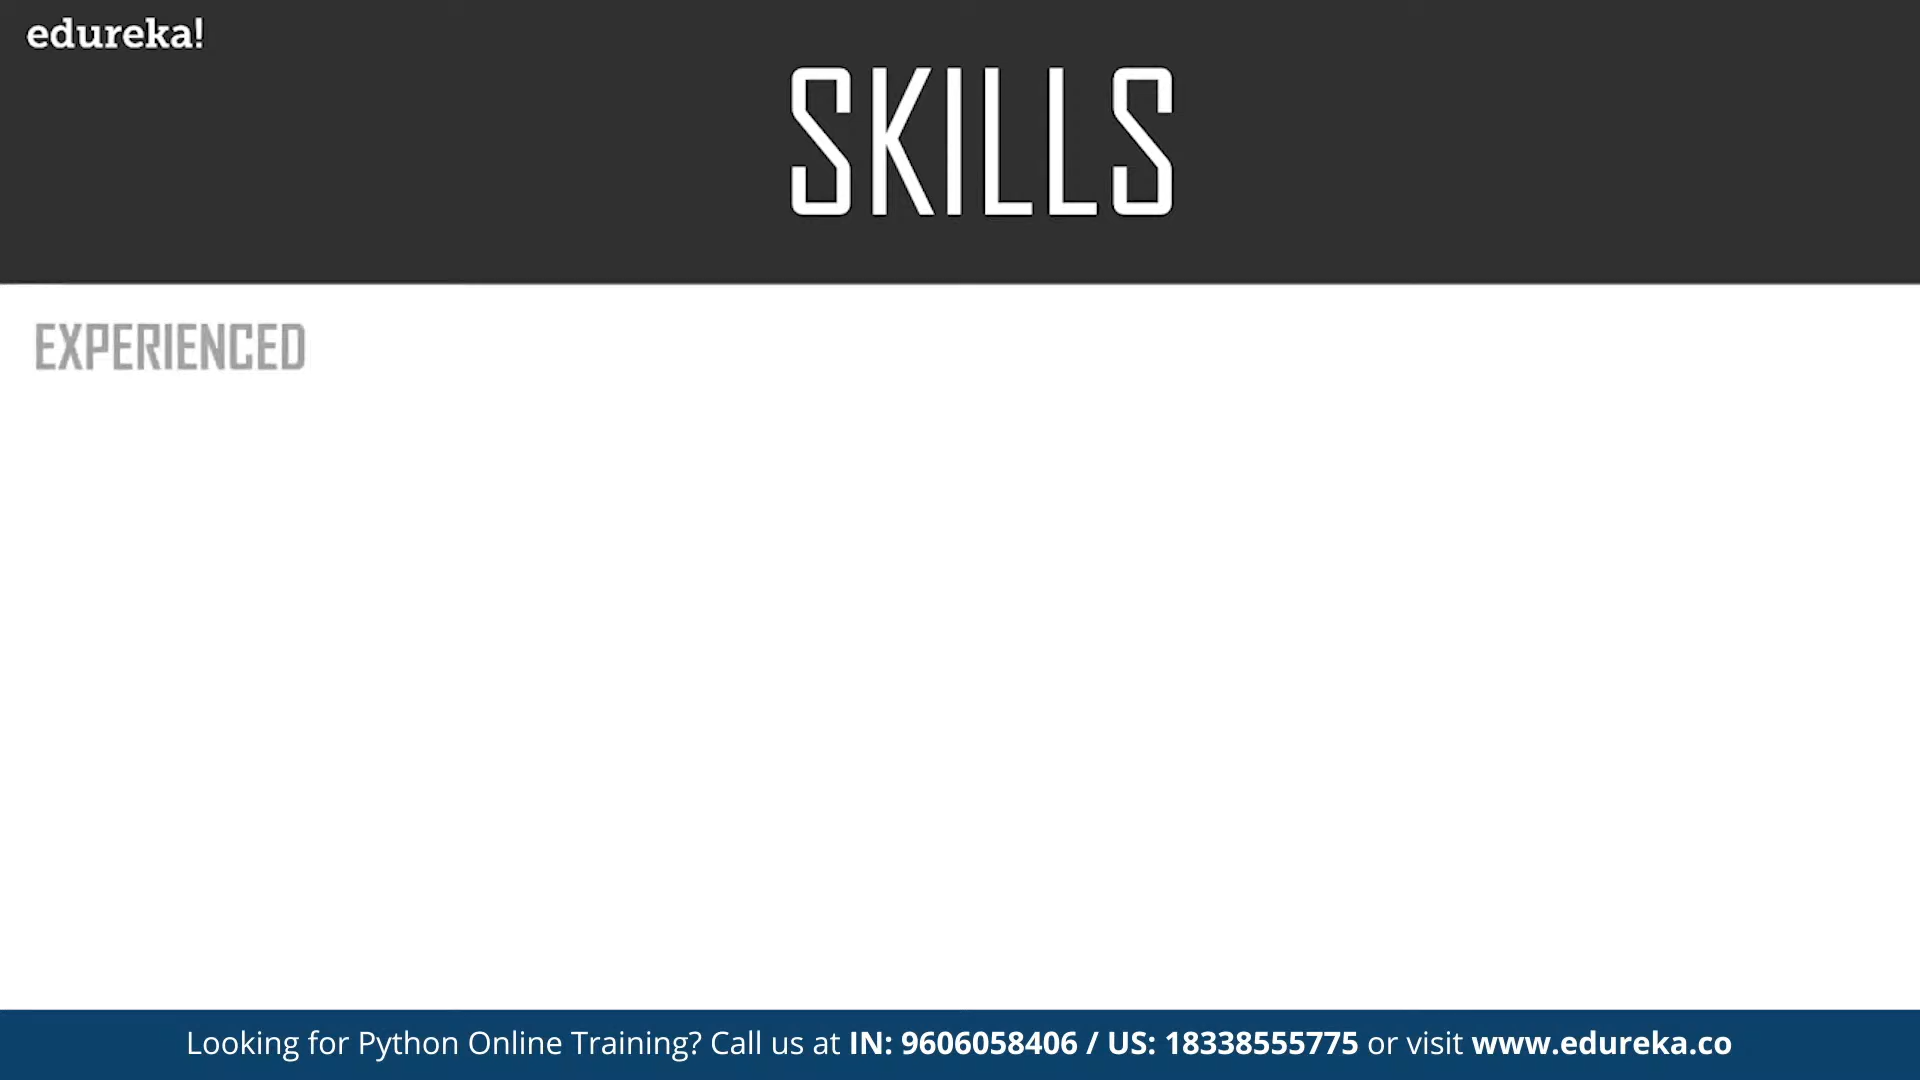 edureka!
SKILLS
EXPERIENCED
Looking for Python Online Training? Call us at IN: 9606058406 / US: 18338555775 or visit www.edureka.co